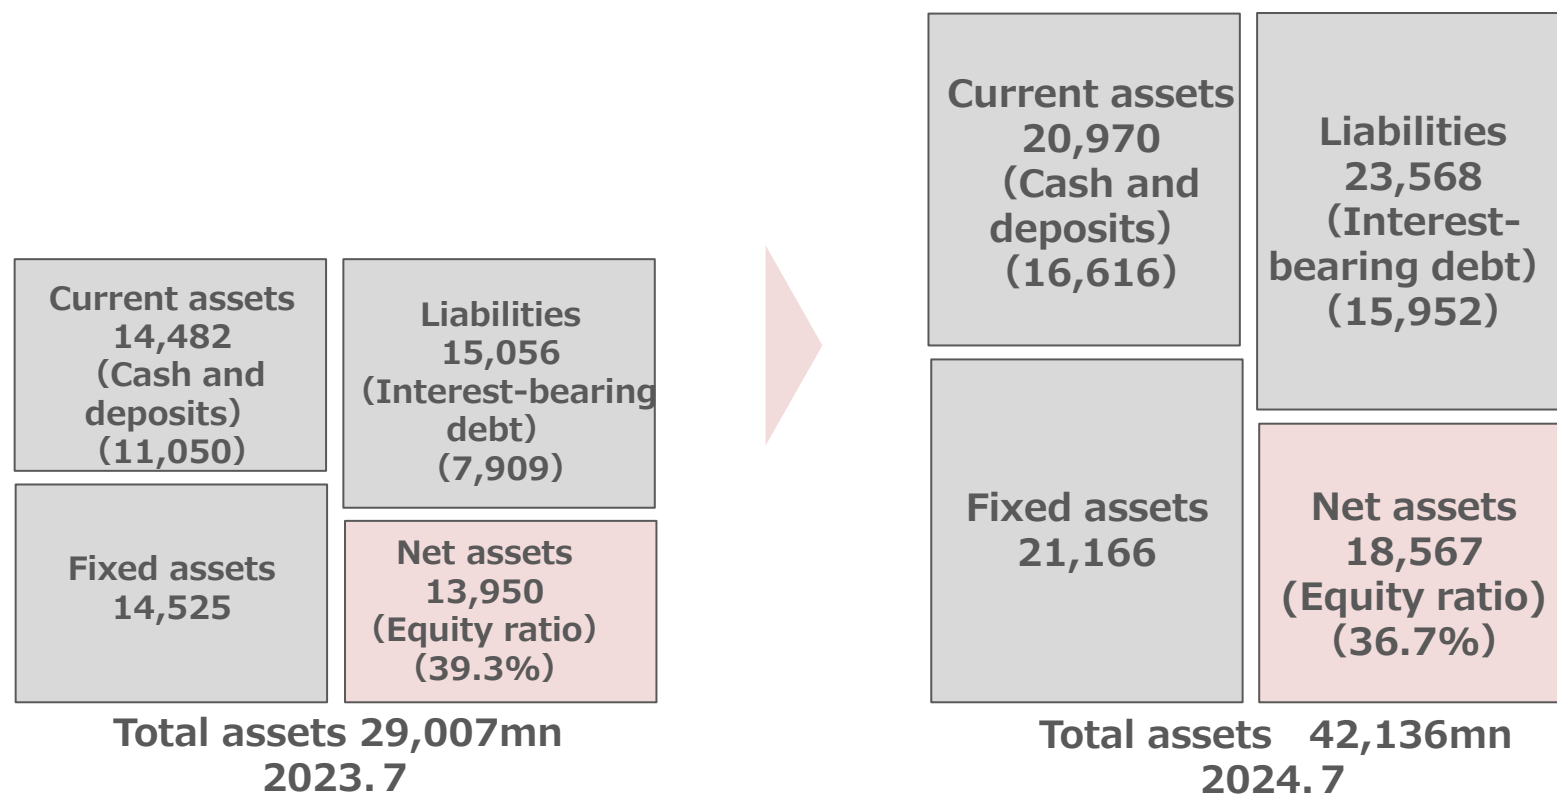 Current assets
14,482
（Cash and
deposits）
（11,050）
Liabilities
15,056
（Interest-bearing
debt）
（7,909）
Fixed assets
14,525
Net assets
13,950
（Equity ratio）
（39.3%）
Total assets 29,007mn
2023.7
Current assets
20,970
（Cash and
deposits）
（16,616）
Liabilities
23,568
（Interest-
bearing debt）
（15,952）
Fixed assets
21,166
Net assets
18,567
(Equity ratio)
（36.7%）
Total assets 42,136mn
2024.7